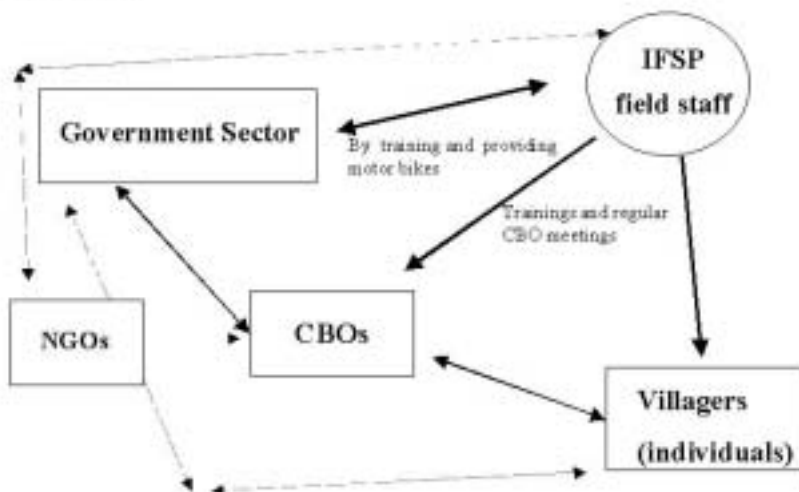 IFSP
field staff
Government Sector
By training and providing
motor bikes
Trainings and regular
CBO meetings
NGOs
CBOs
Villagers
(individuals)